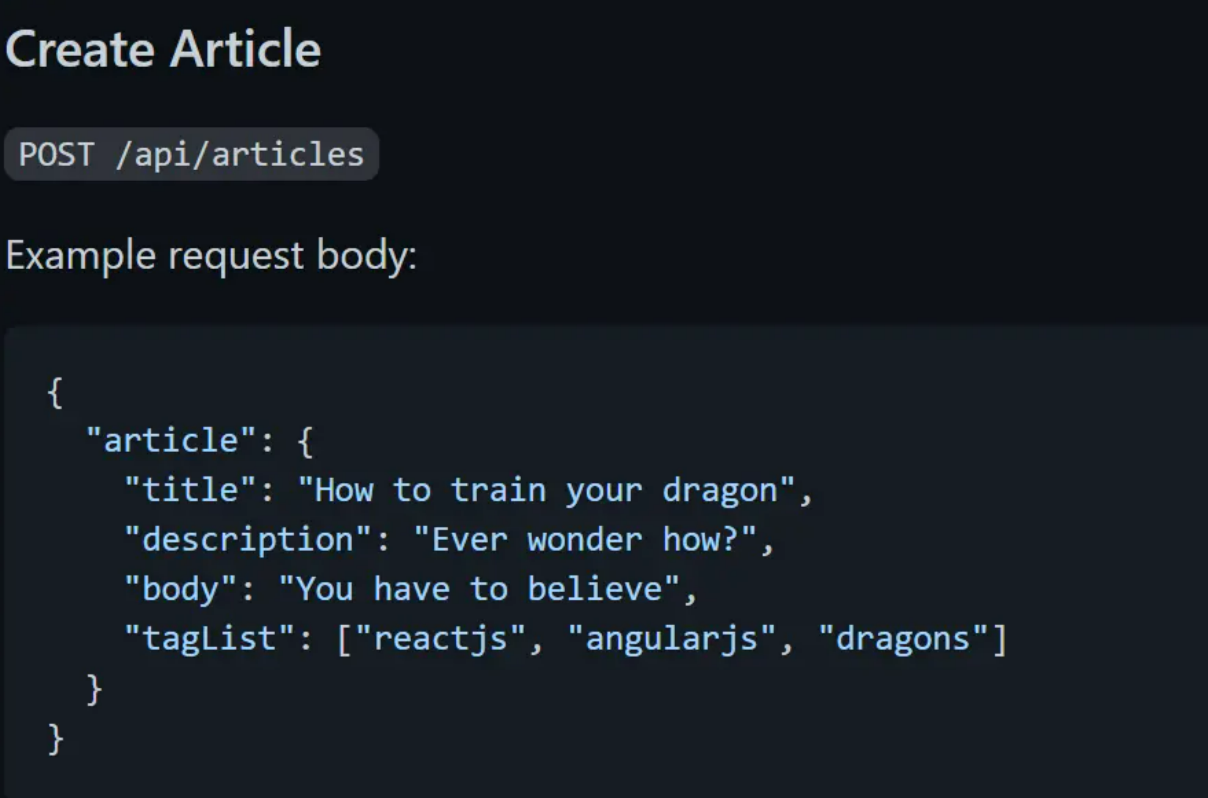 Create Article
POST /api/articles
Example request body:
{
  "article": {
    "title": "How to train your dragon",
    "description": "Ever wonder how?",
    "body": "You have to believe",
    "tagList": ["reactjs", "angularjs", "dragons"]
  }
}